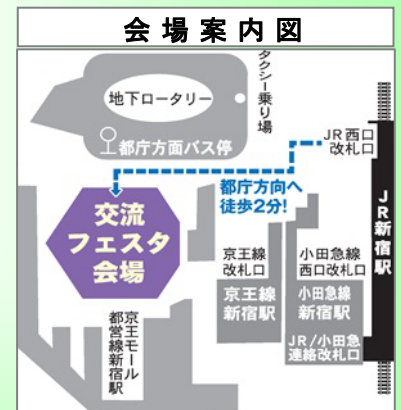 会場案内図
地下ロータリー
タクシー乗り場
都庁方面バス停
JR西口
改札口
都庁方向へ
徒歩2分!
JR新宿駅
交流
フェスタ
会場
京王線
改札口
小田急線
西口改札口
京王線
新宿駅
小田急線
新宿駅
JR/小田急
連絡改札口
京王モール
都営線新宿駅